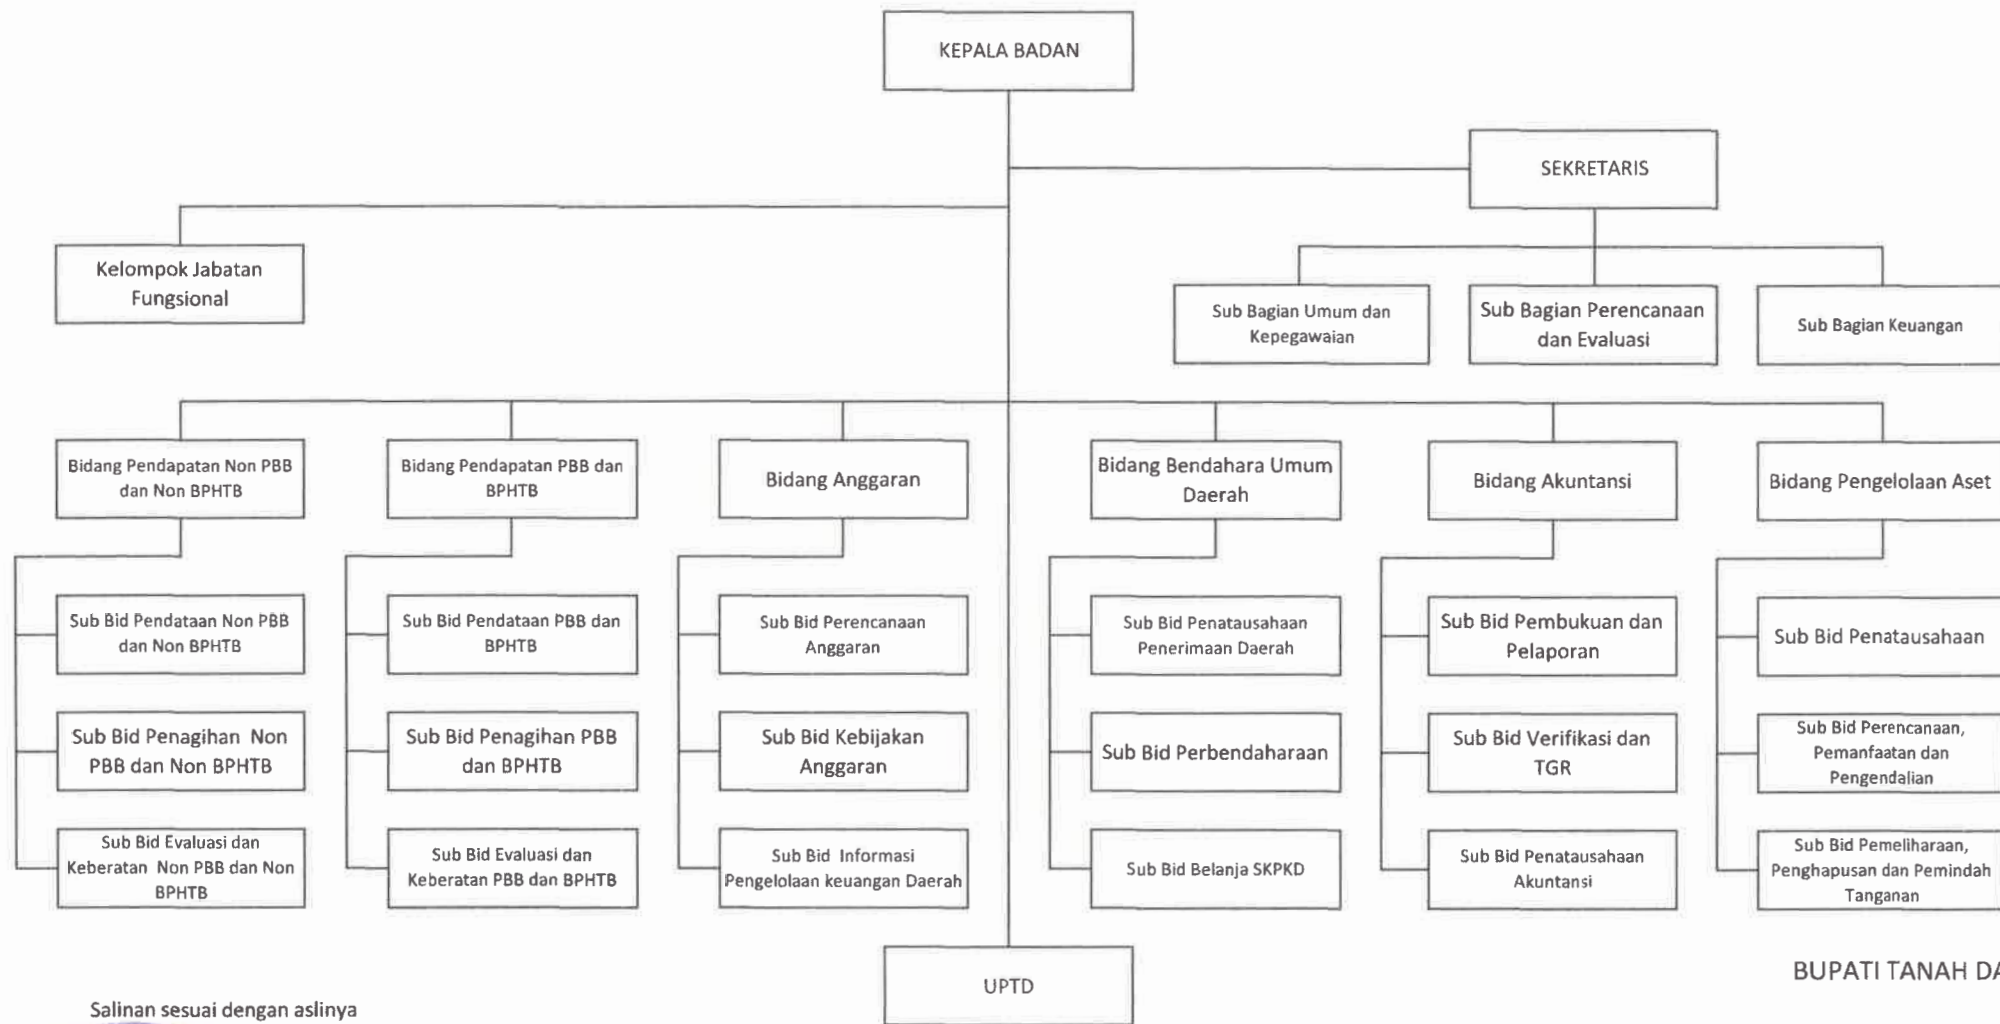 KEPALA BADAN
SEKRETARIS
Kelompok Jabatan
Fungsional
Sub Bagian Umum dan
Kepegawaian
Sub Bagian Perencanaan
dan Evaluasi
Sub Bagian Keuangan
Bidang Pendapatan Non PBB
dan Non BPHTB
Bidang Pendapatan PBB dan
BPHTB
Bidang Anggaran
Bidang Bendahara Umum
Daerah
Bidang Akuntansi
Bidang Pengelolaan Aset
Sub Bid Pendataan Non PBB
dan Non BPHTB
Sub Bid Pendataan PBB dan
BPHTB
Sub Bid Perencanaan
Anggaran
Sub Bid Penatausahaan
Penerimaan Daerah
Sub Bid Pembukuan dan
Pelaporan
Sub Bid Penatausahaan
Sub Bid Penagihan Non
PBB dan Non BPHTB
Sub Bid Penagihan PBB
dan BPHTB
Sub Bid Kebijakan
Anggaran
Sub Bid Perbendaharaan
Sub Bid Verifikasi dan
TGR
Sub Bid Perencanaan,
Pemanfaatan dan
Pengendalian
Sub Bid Evaluasi dan
Keberatan Non PBB dan Non
BPHTB
Sub Bid Evaluasi dan
Keberatan PBB dan BPHTB
Sub Bid Informasi
Pengelolaan keuangan Daerah
Sub Bid Belanja SKPKD
Sub Bid Penatausahaan
Akuntansi
Sub Bid Pemeliharaan,
Penghapusan dan Pemindah
Tanganan
UPTD
BUPATI TANAH DA
Salinan sesuai dengan aslinya